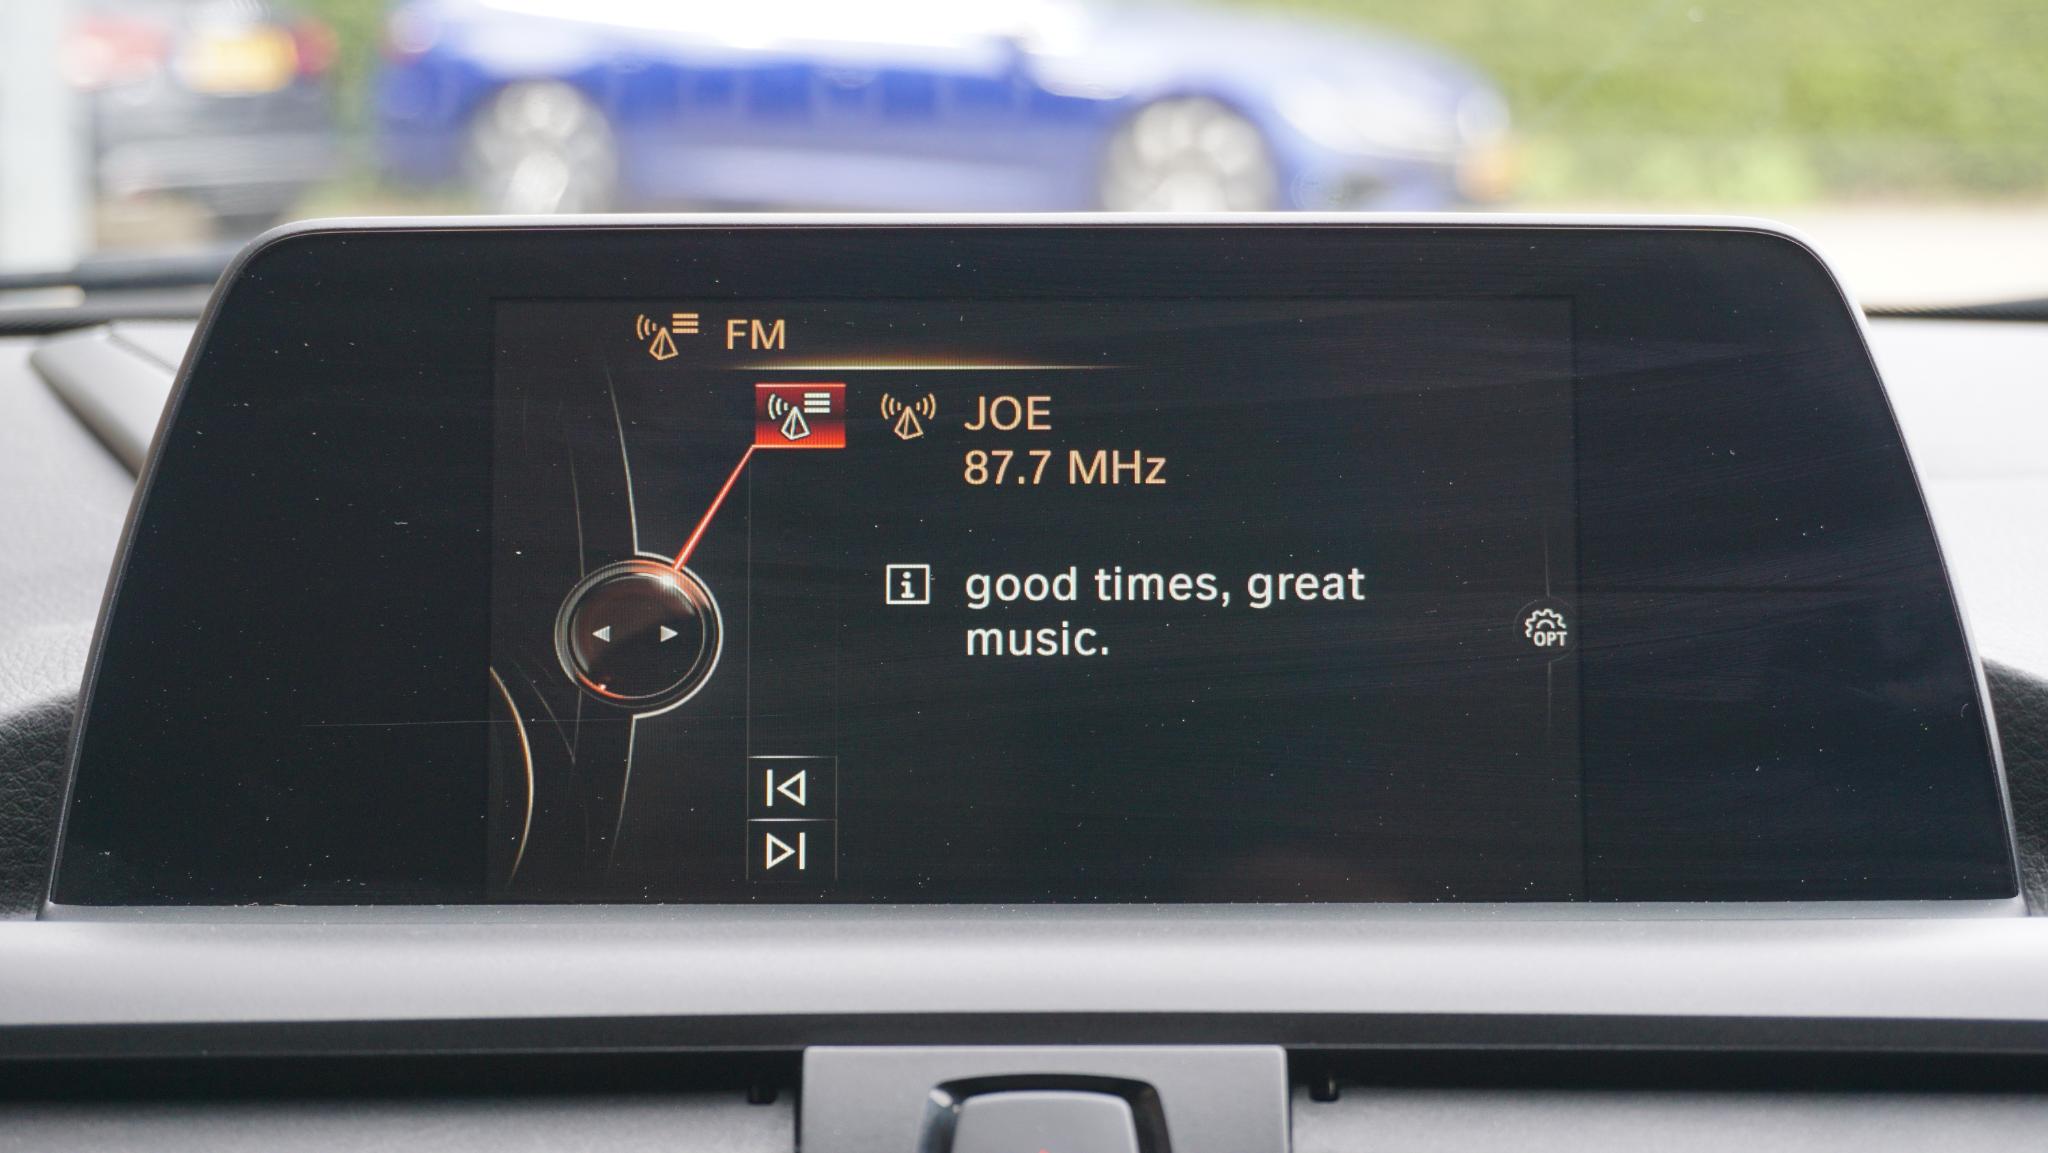 FM
JOE
87.7 MHz
i good times, great
music.
OPT